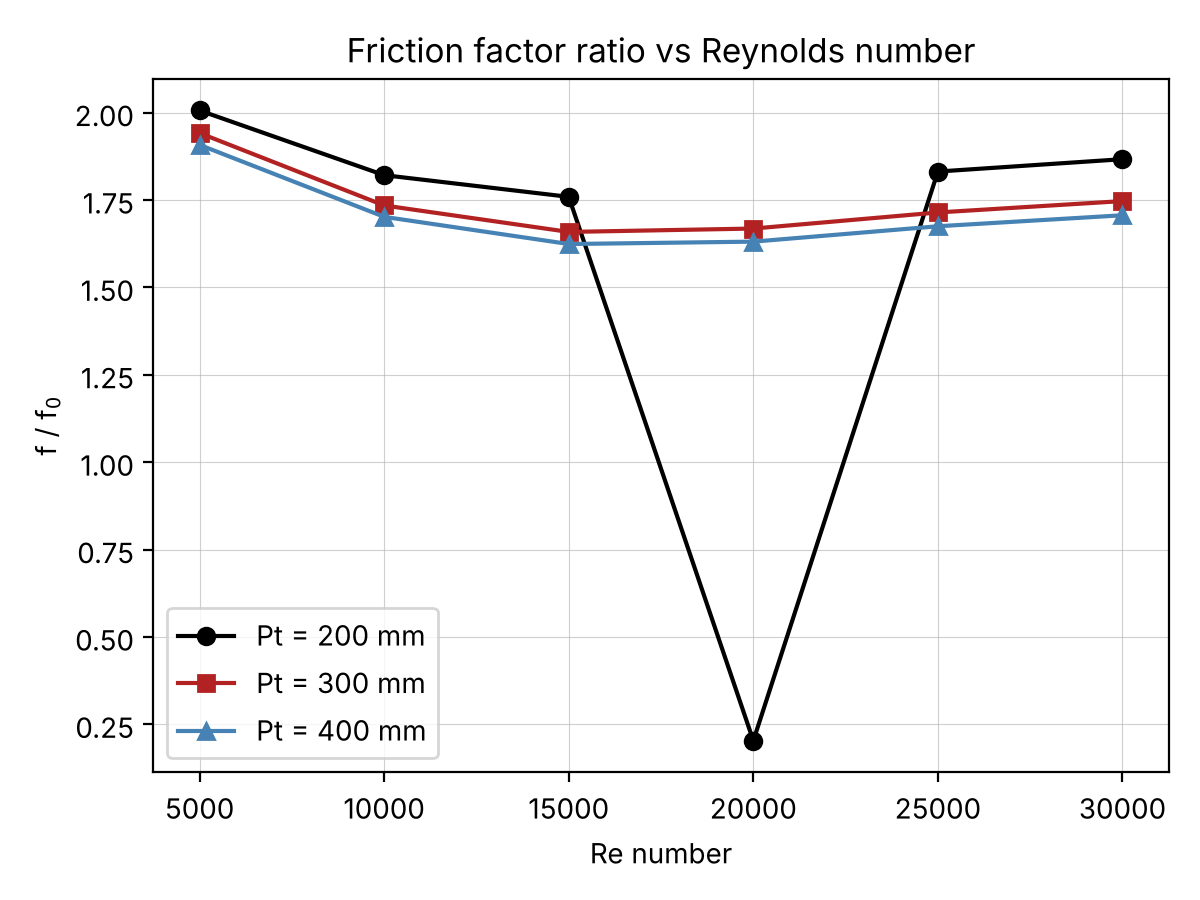 Friction factor ratio vs Reynolds number
2.00
1.75
1.50
1.25
1.00
0.75
0.50
0.25
f / f₀
Pt = 200 mm
Pt = 300 mm
Pt = 400 mm
5000 10000 15000 20000 25000 30000
Re number